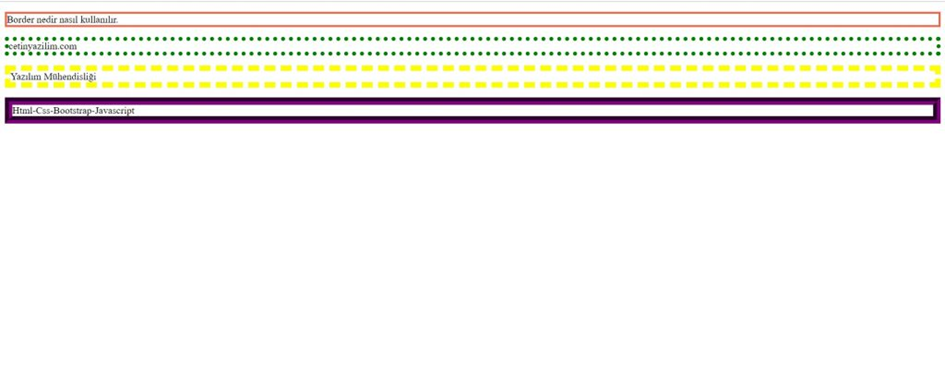 Border nedir nasıl kullanılır.
cetinyazilim.com
Yazılım Mühendisliği
Html-Css-Bootstrap-Javascript